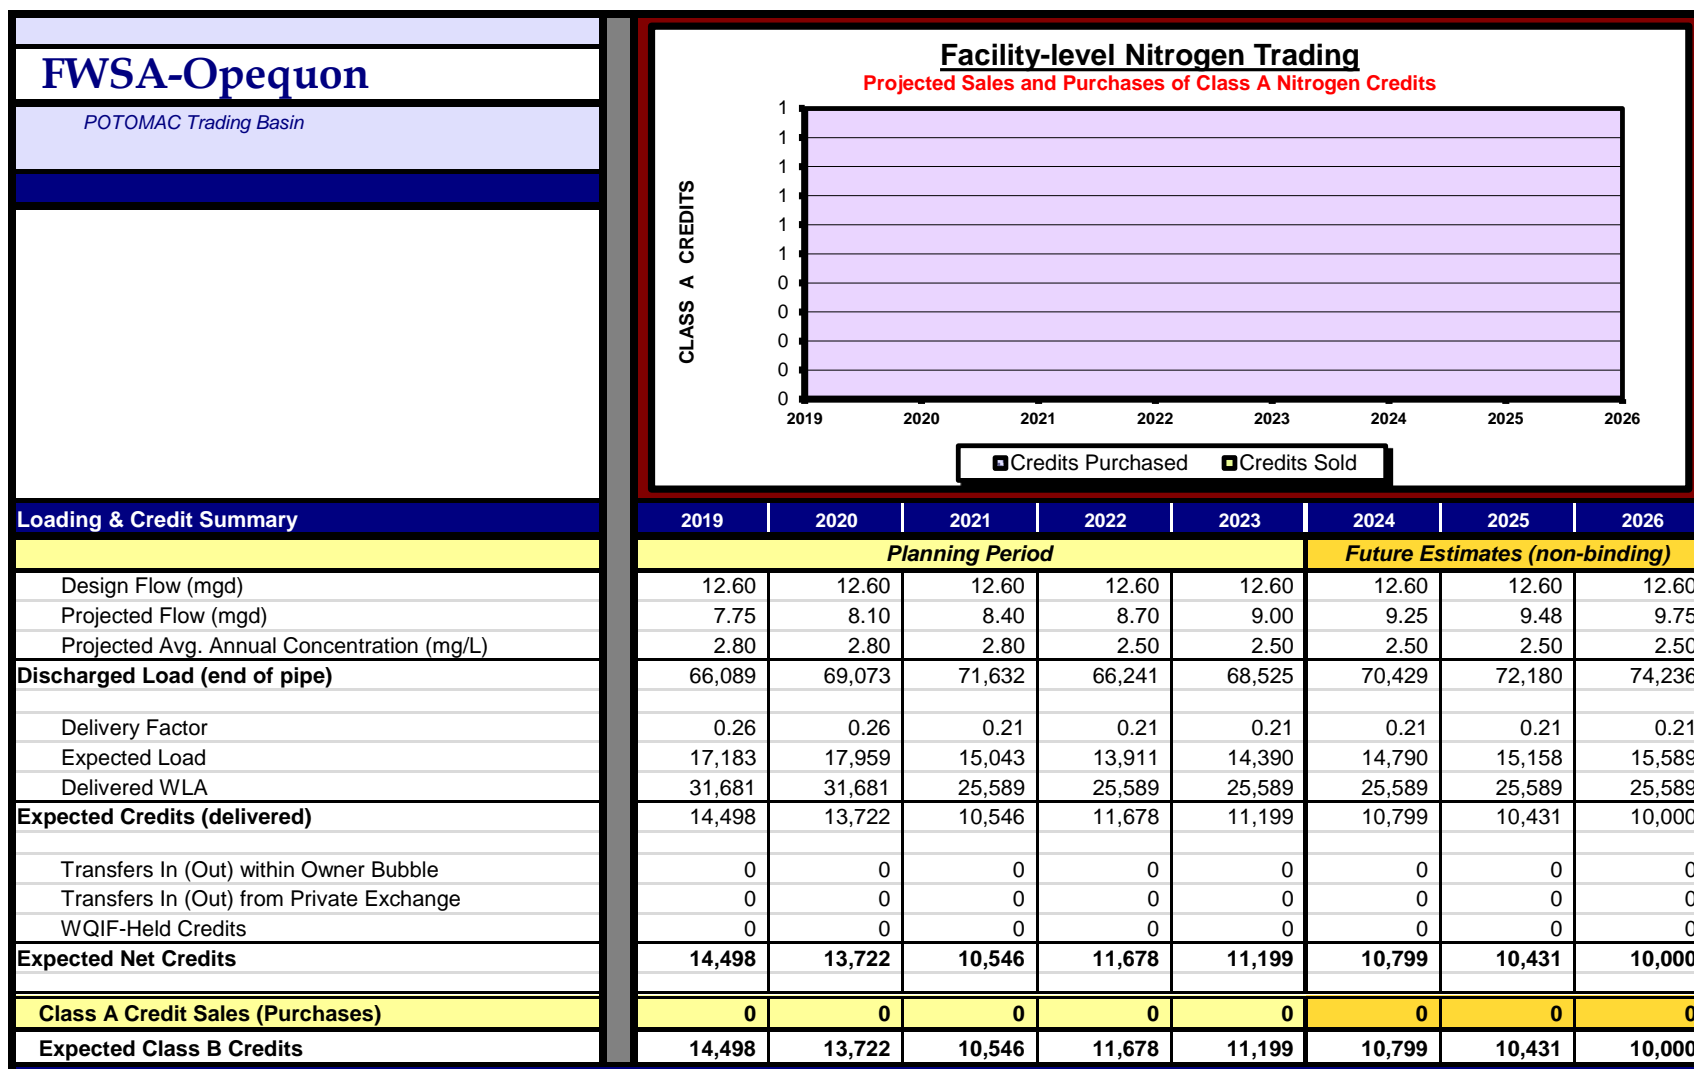 FWSA-Opequon
POTOMAC Trading Basin
Facility-level Nitrogen Trading
Projected Sales and Purchases of Class A Nitrogen Credits
CLASS A CREDITS
1
1
1
1
1
1
0
0
0
0
0
2019 2020 2021 2022 2023 2024 2025 2026
Credits Purchased Credits Sold
Loading & Credit Summary 2019 2020 2021 2022 2023 2024 2025 2026
Planning Period Future Estimates (non-binding)
Design Flow (mgd) 12.60 12.60 12.60 12.60 12.60 12.60 12.60 12.60
Projected Flow (mgd) 7.75 8.10 8.40 8.70 9.00 9.25 9.48 9.75
Projected Avg. Annual Concentration (mg/L) 2.80 2.80 2.80 2.50 2.50 2.50 2.50 2.50
Discharged Load (end of pipe) 66,089 69,073 71,632 66,241 68,525 70,429 72,180 74,236
Delivery Factor 0.26 0.26 0.21 0.21 0.21 0.21 0.21 0.21
Expected Load 17,183 17,959 15,043 13,911 14,390 14,790 15,158 15,589
Delivered WLA 31,681 31,681 25,589 25,589 25,589 25,589 25,589 25,589
Expected Credits (delivered) 14,498 13,722 10,546 11,678 11,199 10,799 10,431 10,000
Transfers In (Out) within Owner Bubble 0 0 0 0 0 0 0 0
Transfers In (Out) from Private Exchange 0 0 0 0 0 0 0 0
WQIF-Held Credits 0 0 0 0 0 0 0 0
Expected Net Credits 14,498 13,722 10,546 11,678 11,199 10,799 10,431 10,000
Class A Credit Sales (Purchases) 0 0 0 0 0 0 0 0
Expected Class B Credits 14,498 13,722 10,546 11,678 11,199 10,799 10,431 10,000